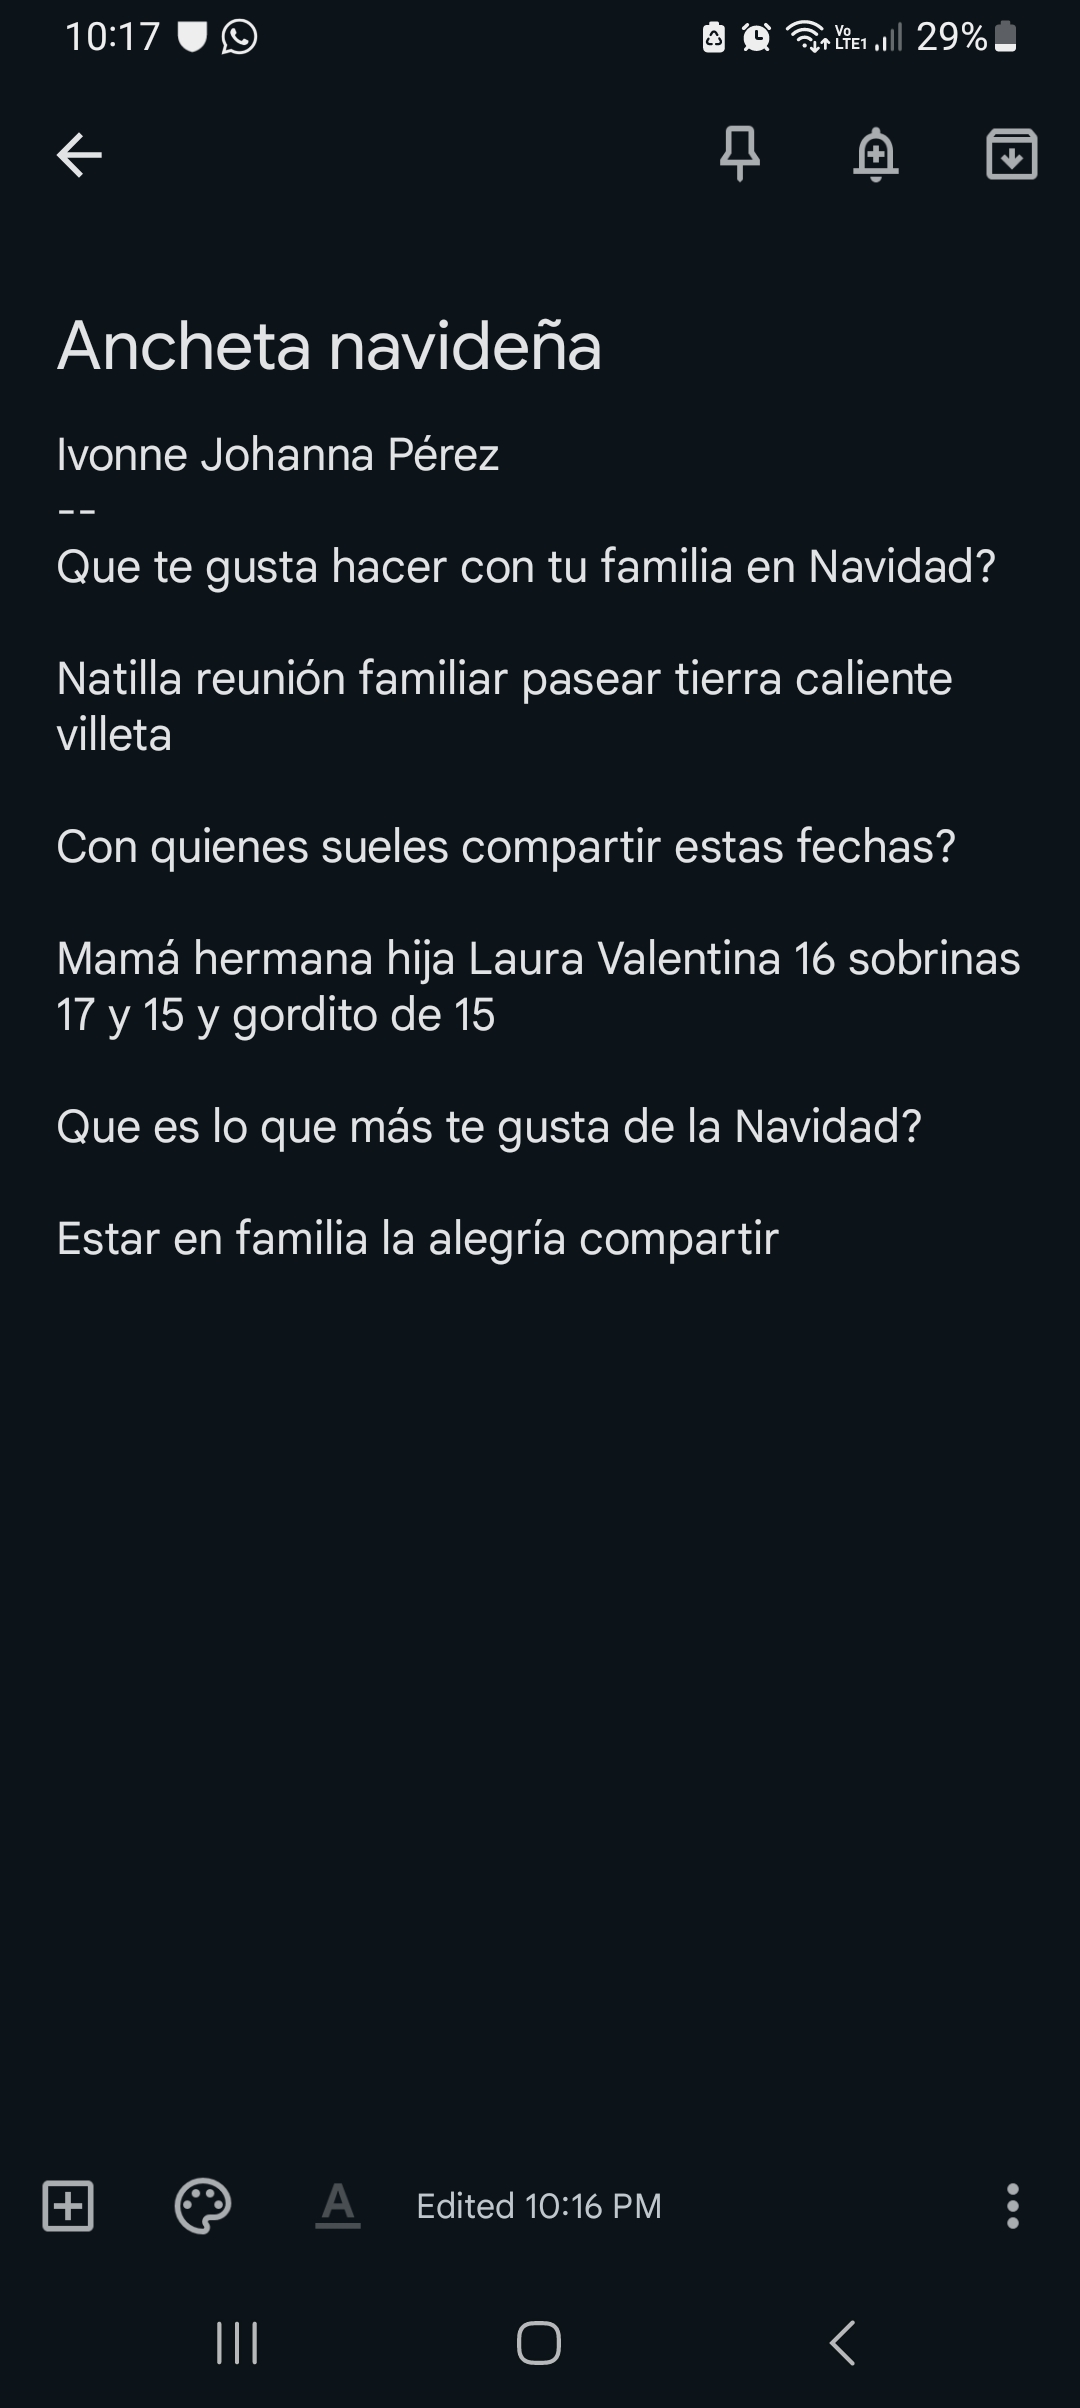 10:17
Vo
LTE1
29%
Ancheta navideña
Ivonne Johanna Pérez
--
Que te gusta hacer con tu familia en Navidad?
Natilla reunión familiar pasear tierra caliente
villeta
Con quienes sueles compartir estas fechas?
Mamá hermana hija Laura Valentina 16 sobrinas
17 y 15 y gordito de 15
Que es lo que más te gusta de la Navidad?
Estar en familia la alegría compartir
A
Edited 10:16 PM